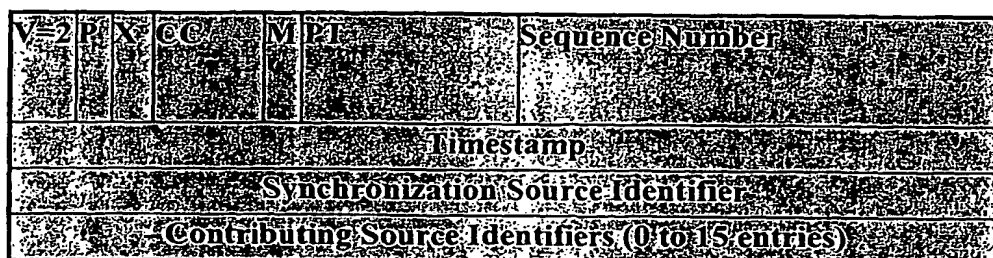 V=2 P X CC M PT Sequence Number
Timestamp
Synchronization Source Identifier
Contributing Source Identifiers (0 to 15 entries)